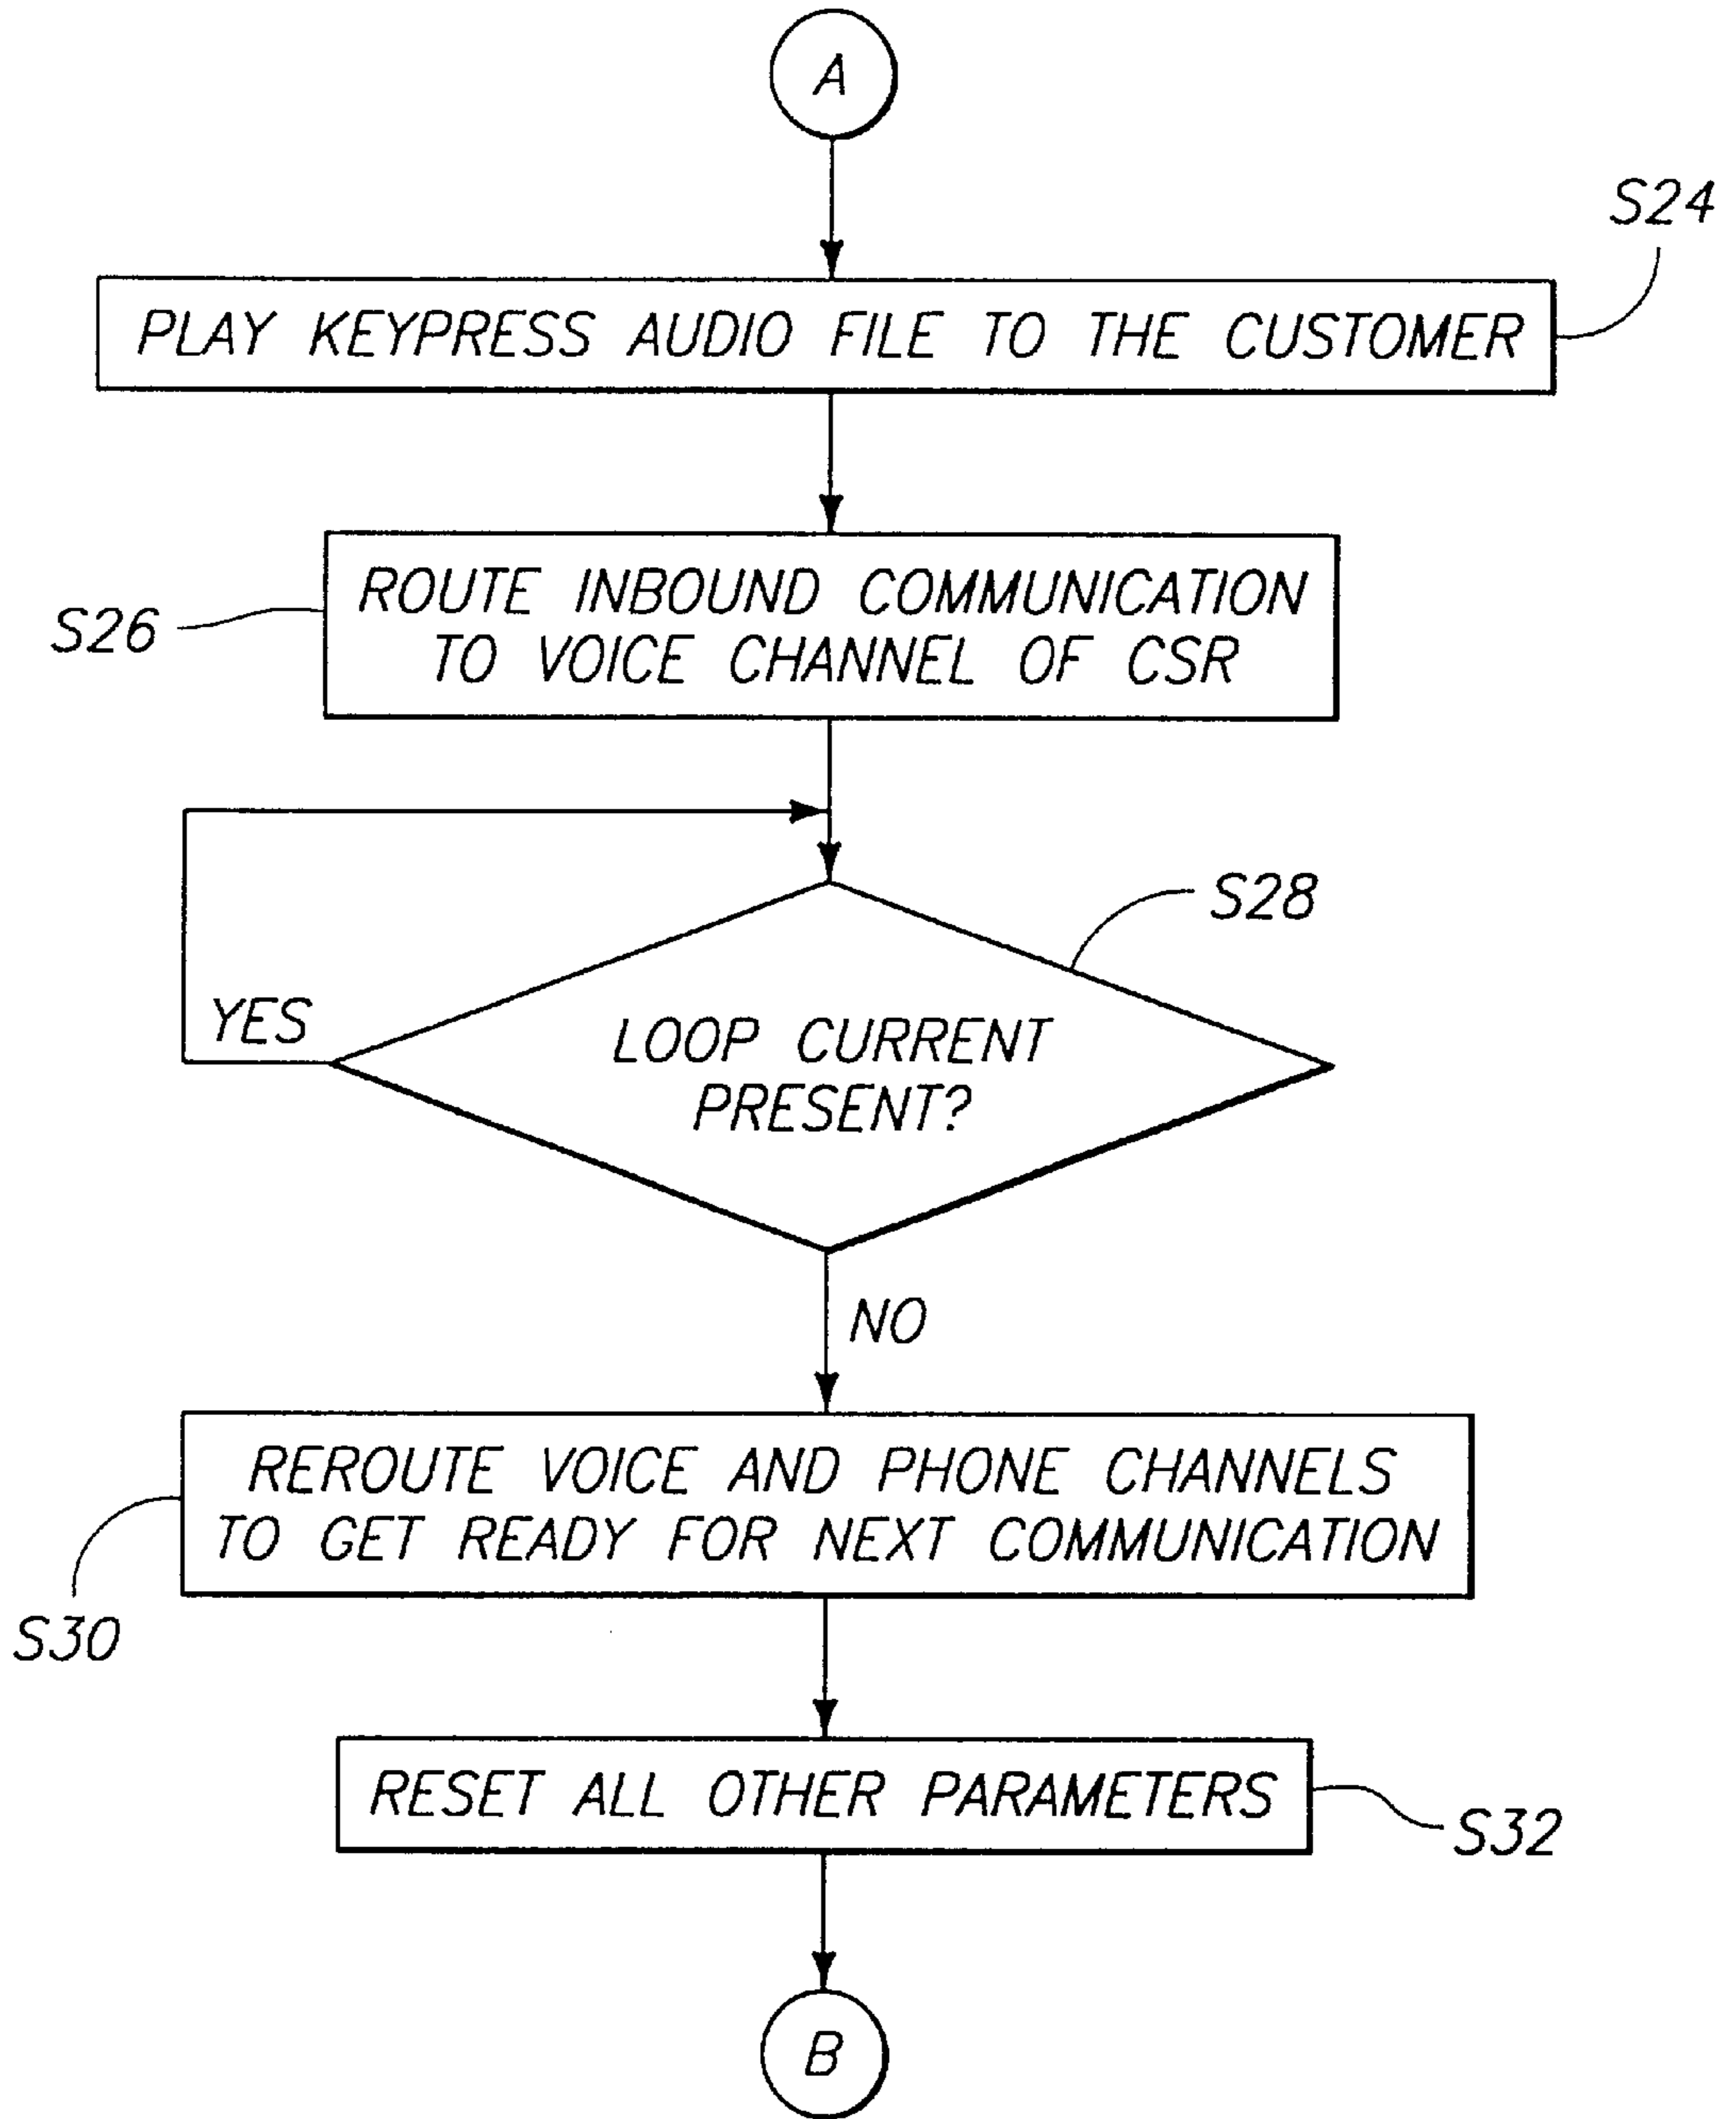 A
S24
PLAY KEYPRESS AUDIO FILE TO THE CUSTOMER
S26
ROUTE INBOUND COMMUNICATION
TO VOICE CHANNEL OF CSR
S28
YES
LOOP CURRENT
PRESENT?
NO
REROUTE VOICE AND PHONE CHANNELS
TO GET READY FOR NEXT COMMUNICATION
S30
RESET ALL OTHER PARAMETERS
S32
B